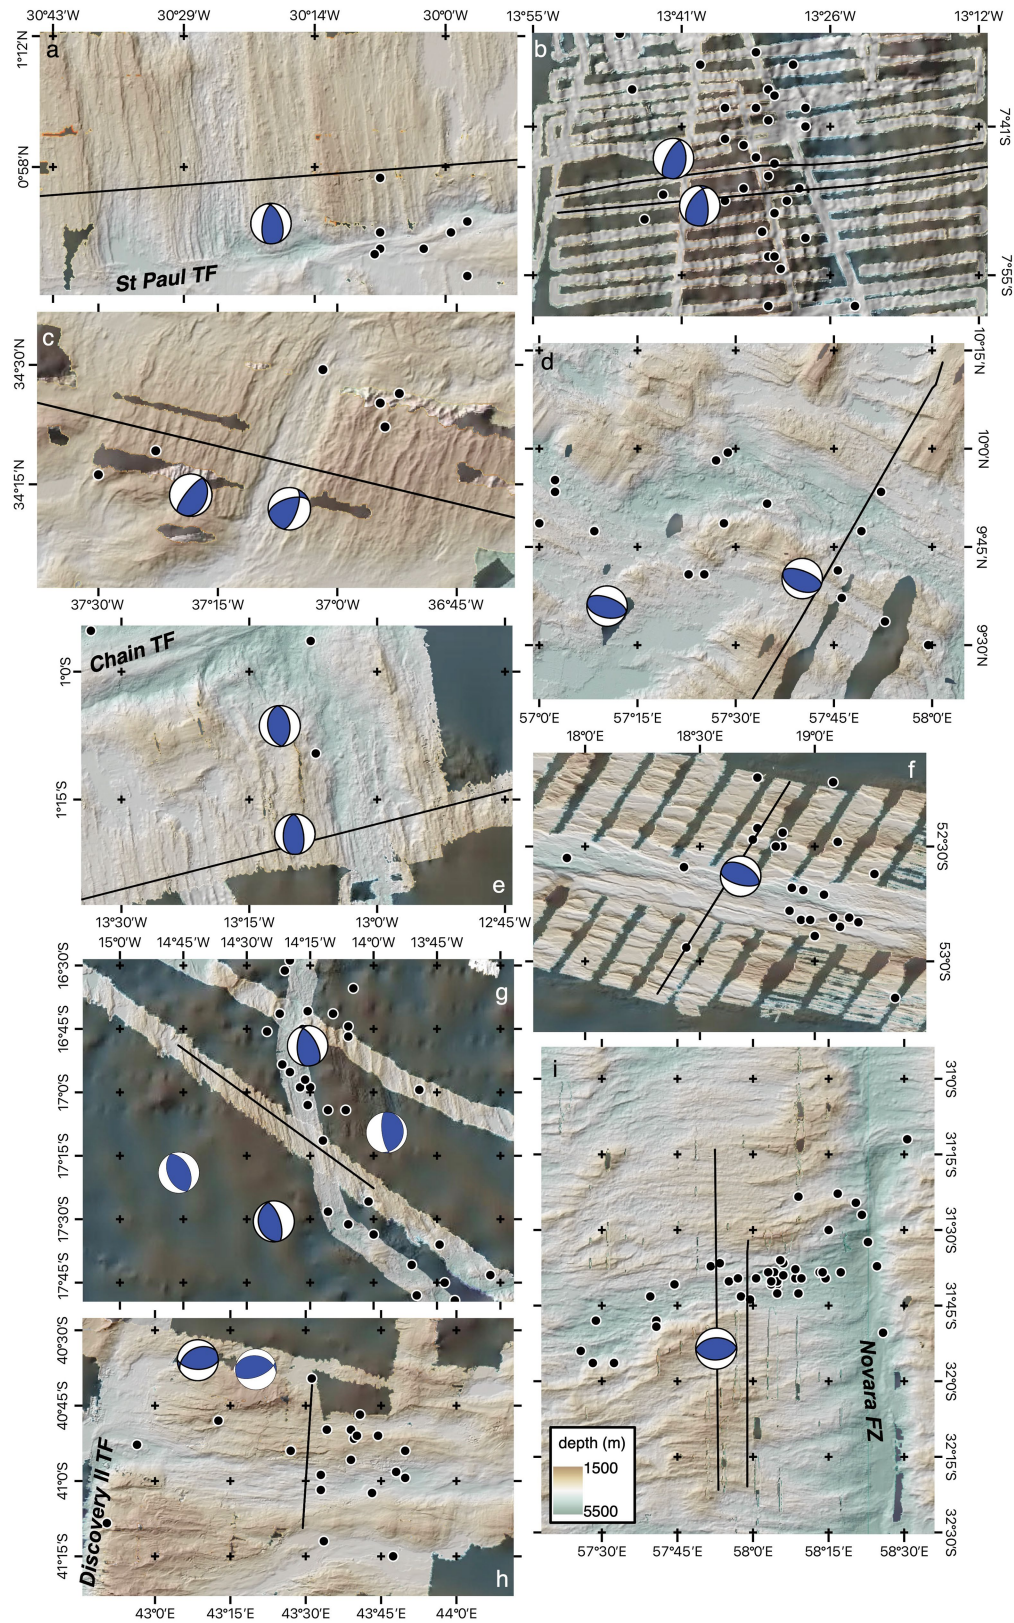 30°43'W 30°29'W 30°14'W 30°0'W
13°55'W 13°41'W 13°26'W 13°12'W
a
1°12'N
0°58'N
St Paul TF
b
7°41'S
7°55'S
c
34°30'N
34°15'N
37°30'W 37°15'W 37°0'W 36°45'W
d
10°15'N
10°0'N
9°45'N
9°30'N
57°0'E 57°15'E 57°30'E 57°45'E 58°0'E
Chain TF
1°0'S
1°15'S
e
13°30'W 13°15'W 13°0'W 12°45'W
18°0'E 18°30'E 19°0'E
f
52°30'S
53°0'S
15°0'W 14°45'W 14°30'W 14°15'W 14°0'W 13°45'W
g
16°30'S
16°45'S
17°0'S
17°15'S
17°30'S
17°45'S
i
31°0'S
31°15'S
31°30'S
31°45'S
32°0'S
32°15'S
32°30'S
Novara FZ
depth (m)
1500
5500
57°30'E 57°45'E 58°0'E 58°15'E 58°30'E
40°30'S
40°45'S
41°0'S
41°15'S
Discovery II TF
h
43°0'E 43°15'E 43°30'E 43°45'E 44°0'E